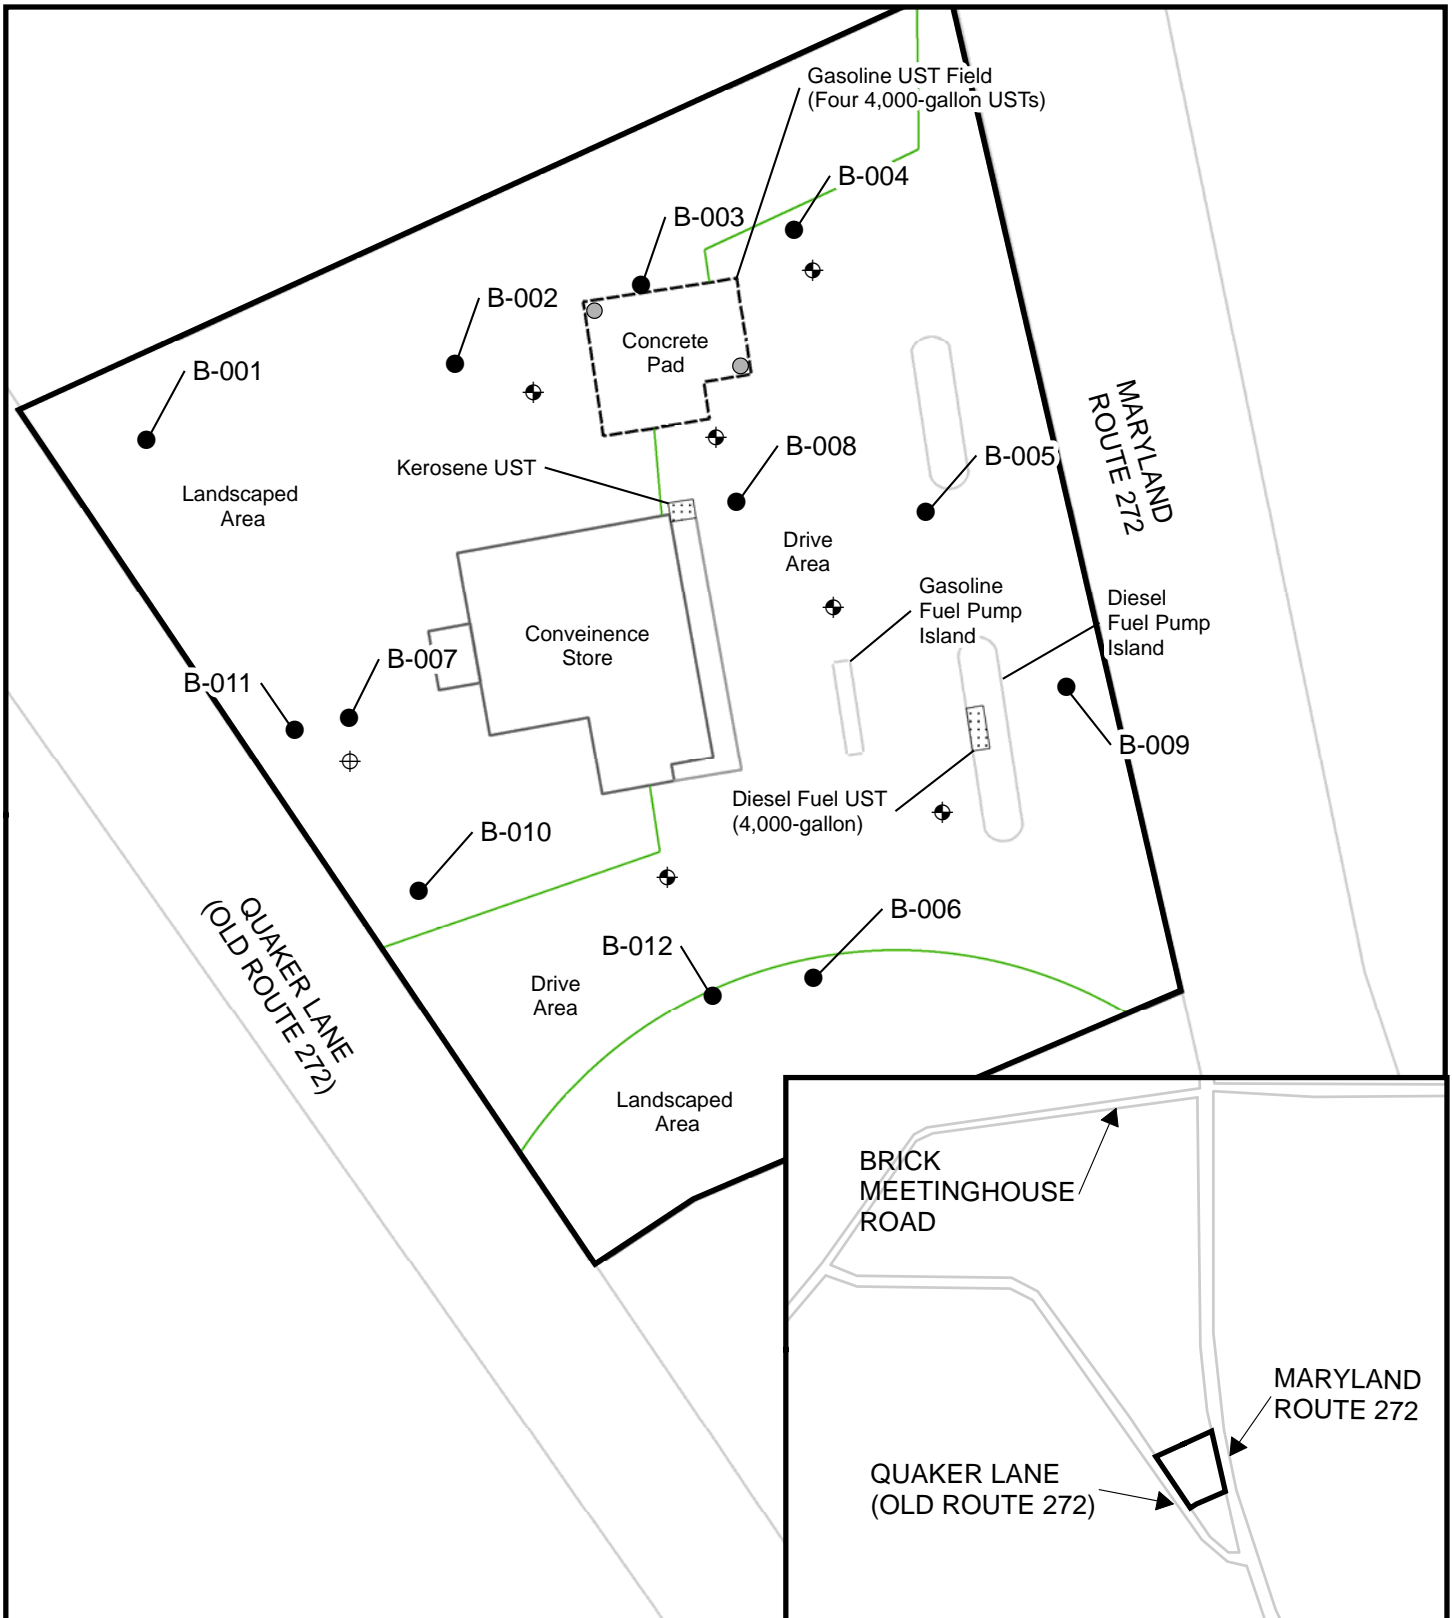 Gasoline UST Field
(Four 4,000-gallon USTs)
B-004
B-003
B-002
Concrete
Pad
B-001
MARYLAND
ROUTE 272
B-008
B-005
Kerosene UST
Landscaped
Area
Drive
Area
Gasoline
Fuel Pump
Island
Diesel
Fuel Pump
Island
Conveinence
Store
B-007
B-011
B-009
Diesel Fuel UST
(4,000-gallon)
B-010
QUAKER LANE
(OLD ROUTE 272)
B-006
B-012
Drive
Area
Landscaped
Area
BRICK
MEETINGHOUSE
ROAD
MARYLAND
ROUTE 272
QUAKER LANE
(OLD ROUTE 272)